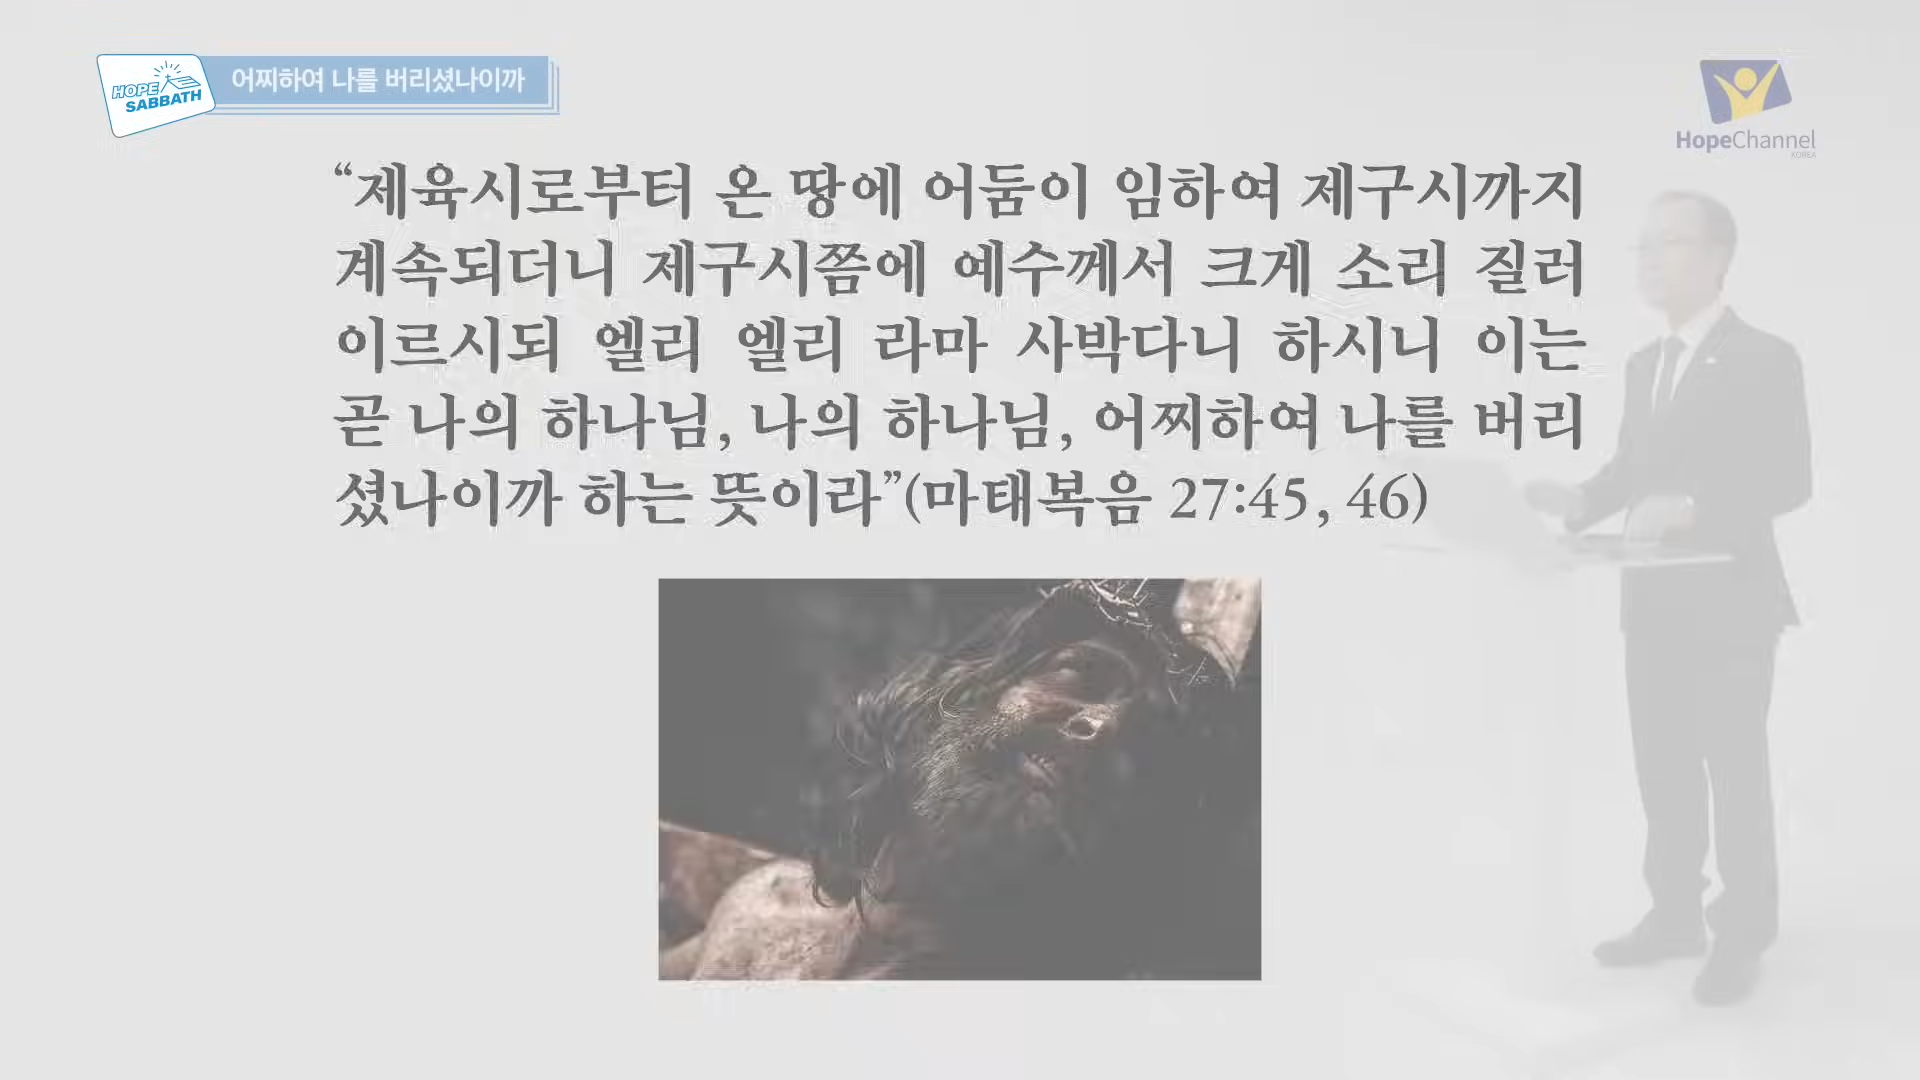 HOPE
SABBATH
어찌하여 나를 버리셨나이까
HopeChannel
KOREA
“제육시로부터 온 땅에 어둠이 임하여 제구시까지
계속되더니 제구시쯤에 예수께서 크게 소리 질러
이르시되 엘리 엘리 라마 사박다니 하시니 이는
곧 나의 하나님, 나의 하나님, 어찌하여 나를 버리
셨나이까 하는 뜻이라”(마태복음 27:45, 46)